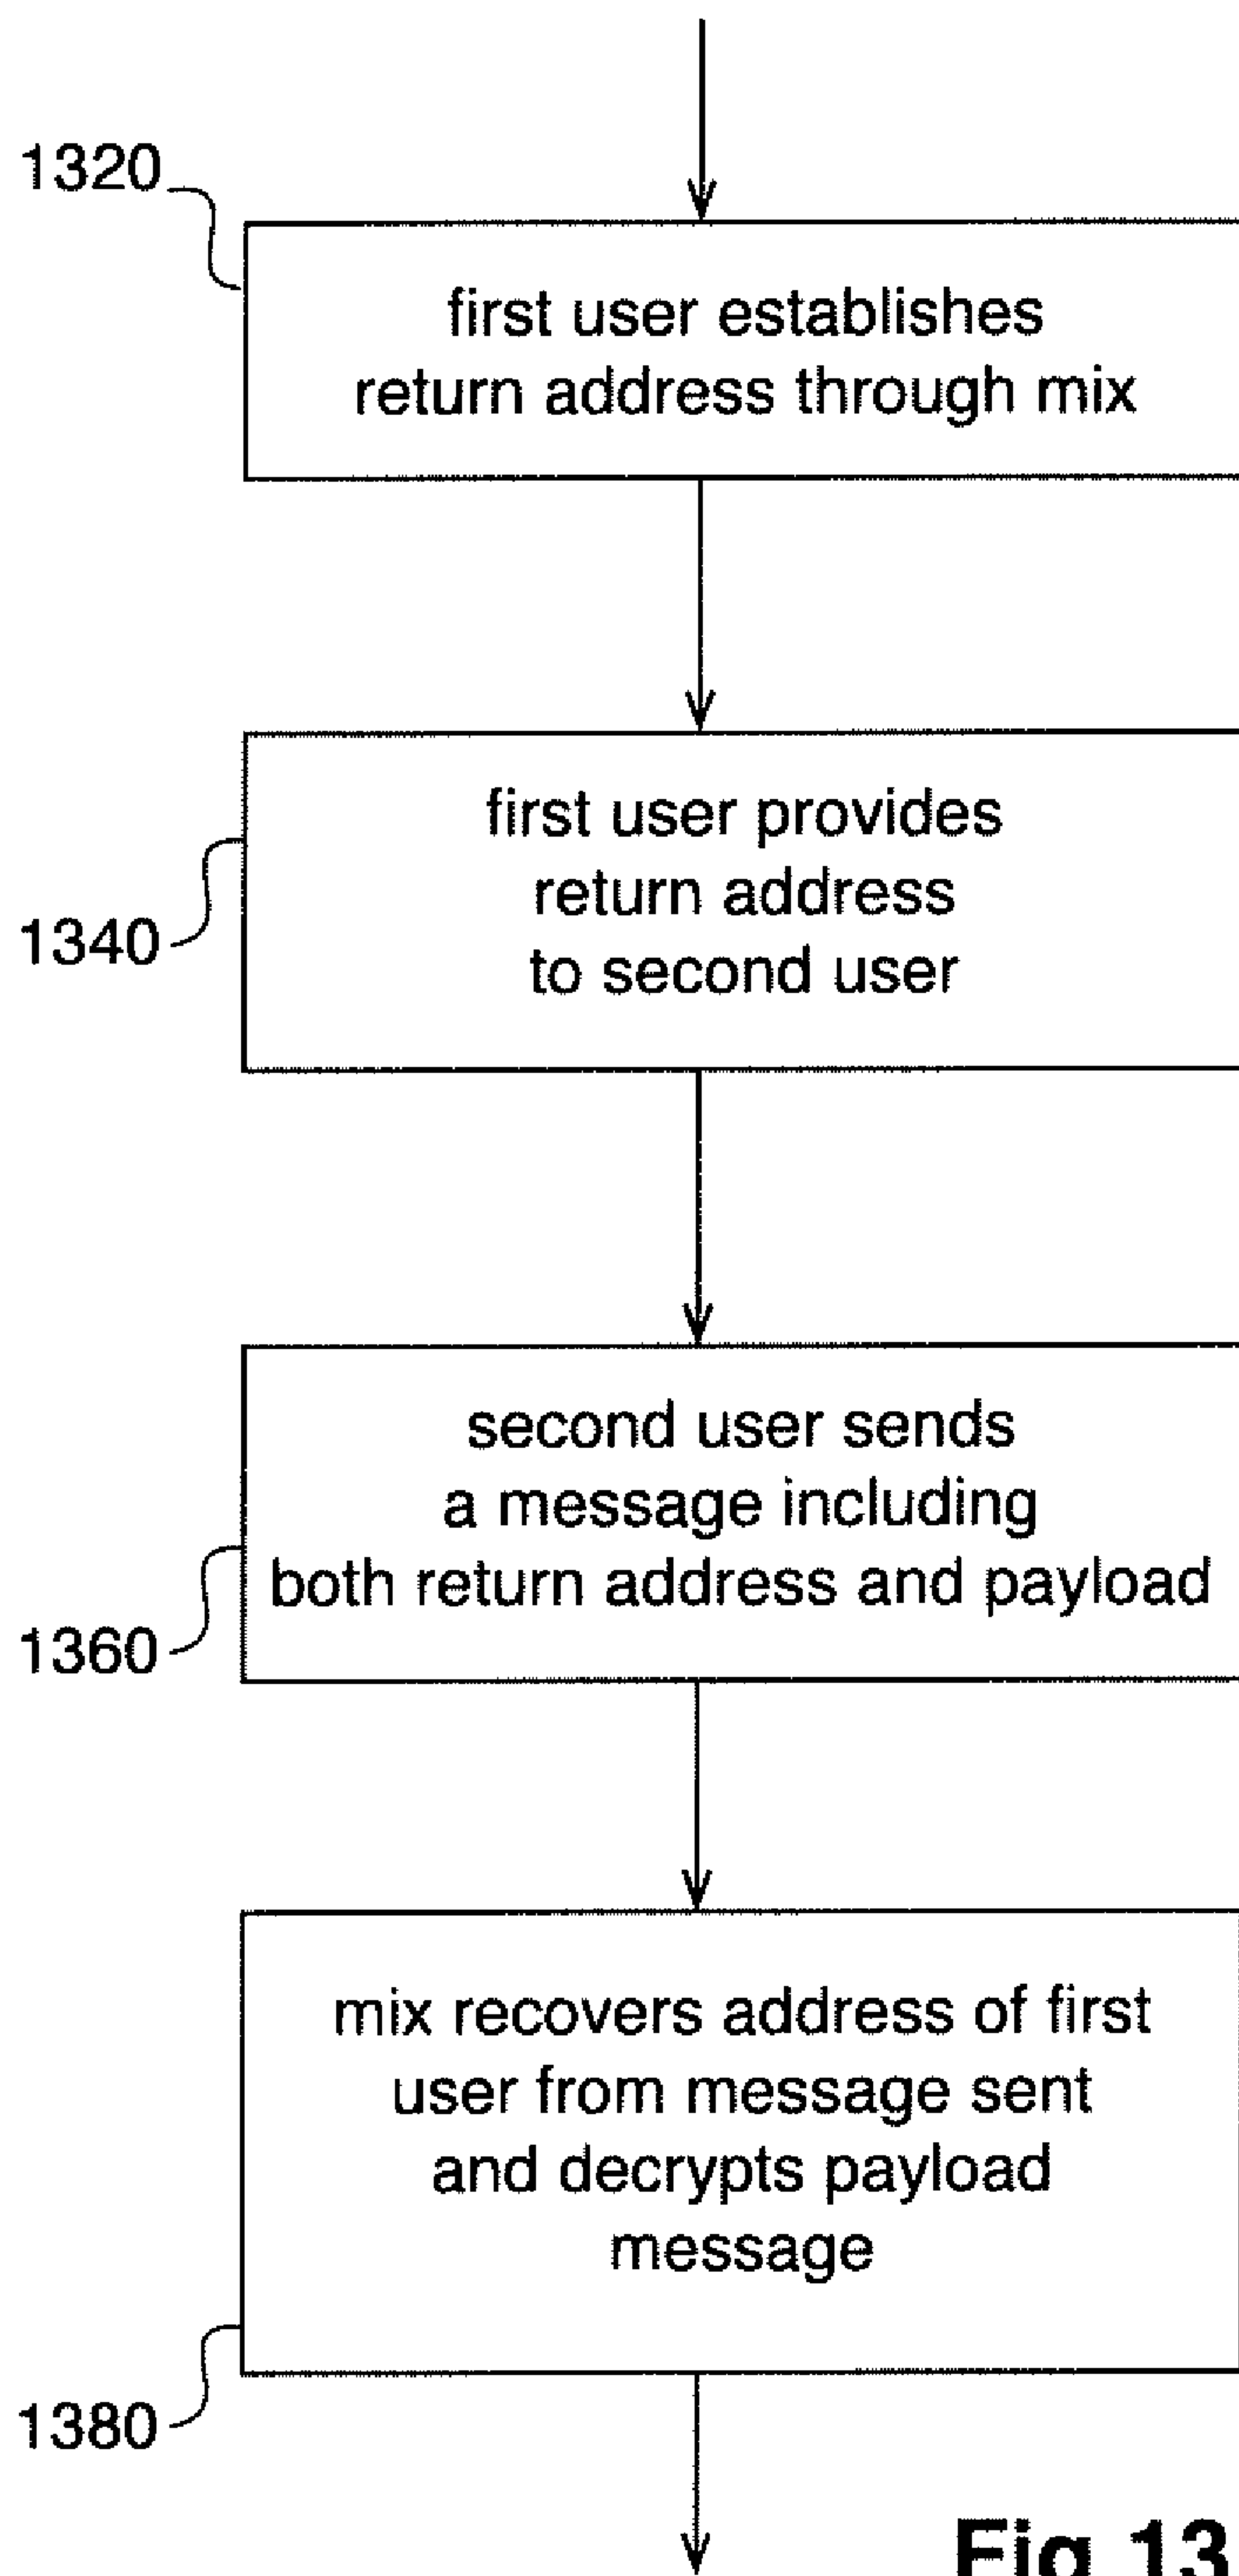 1320
first user establishes
return address through mix
first user provides
return address
to second user
1340
second user sends
a message including
both return address and payload
1360
mix recovers address of first
user from message sent
and decrypts payload
message
1380
Fig 13